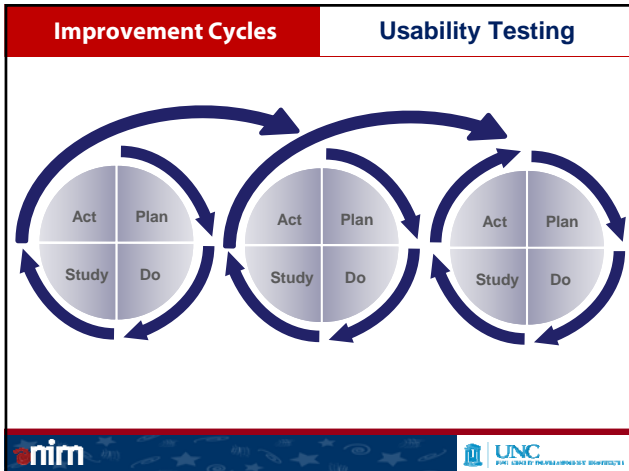 Improvement Cycles
Usability Testing
Act Plan
Study Do
Act Plan
Study Do
Act Plan
Study Do
nirn
UNC